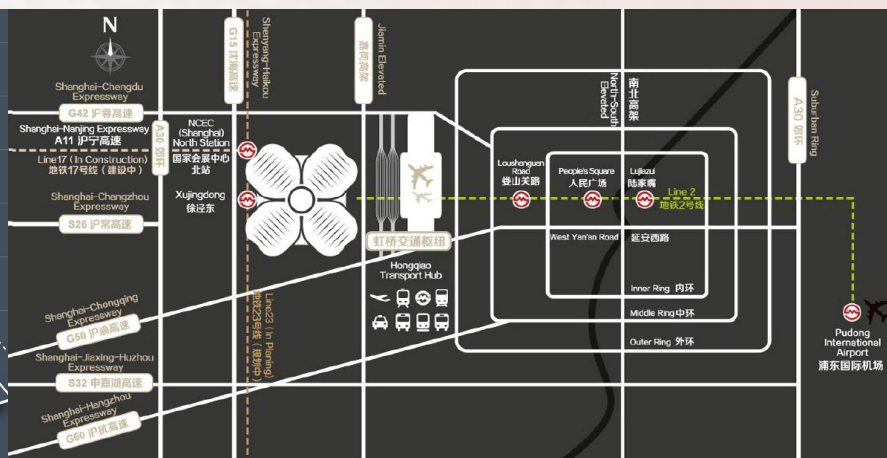 N
Shanghai-Chengdu
Expressway
G42 沪蓉高速
Shanghai-Nanjing Expressway
A11 沪宁高速
Line17 (In Construction)
地铁17号线(建设中)
Shanghai-Changzhou
Expressway
S26 沪常高速
Shanghai-Chongqing
Expressway
G50 沪渝高速
Shanghai-Jiaxing-Huzhou
Expressway
S32 申嘉湖高速
Shanghai-Hangzhou
Expressway
G60 沪杭高速
A30 郊环
G15 沈海高速
Shenyang-Haikou
Expressway
NCEC
(Shanghai)
North Station
国家会展中心
北站
Xujingdong
徐泾东
Line23 (In Planing)
地铁23号线(规划中)
Jiamin Elevated
嘉闵高架
虹桥交通枢纽
Hongqiao
Transport Hub
North-South
Elevated
南北高架
Loushanguan
Road
娄山关路
People's Square
人民广场
Lujiazui
陆家嘴
Line 2
地铁2号线
West Yan'an Road 延安西路
Inner Ring 内环
Middle Ring 中环
Outer Ring 外环
A30 郊环
Suburban Ring
Pudong
International
Airport
浦东国际机场